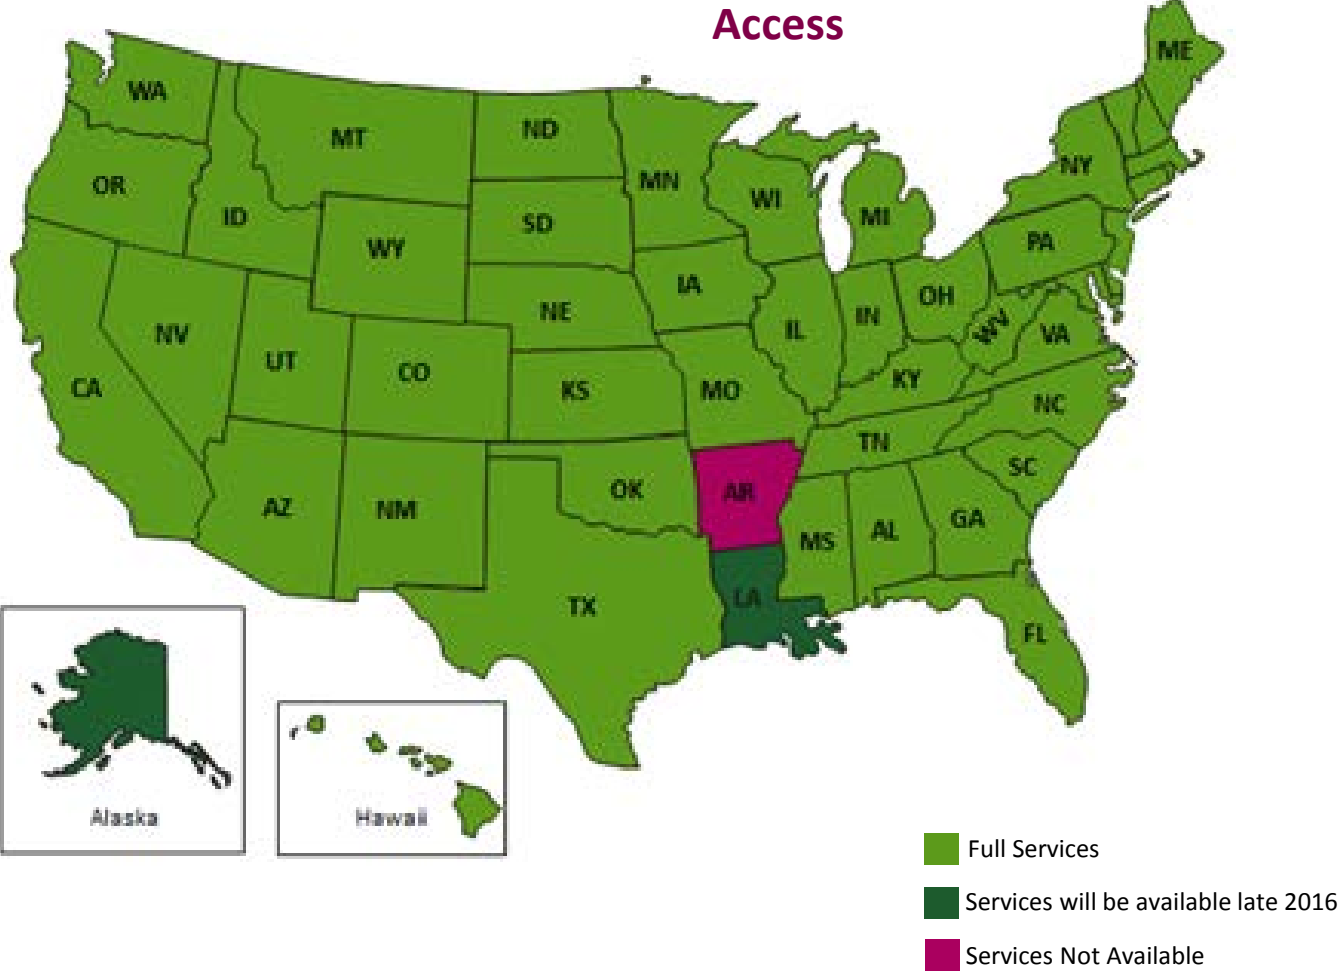 Access
ME
WA
MT
ND
MN
OR
ID
WY
SD
WI
MI
NY
PA
IA
NE
IL
IN
OH
WV
VA
NV
UT
CO
CA
KS
MO
KY
NC
TN
SC
AZ
NM
OK
AR
MS
AL
GA
TX
LA
FL
Alaska
Hawaii
Full Services
Services will be available late 2016
Services Not Available